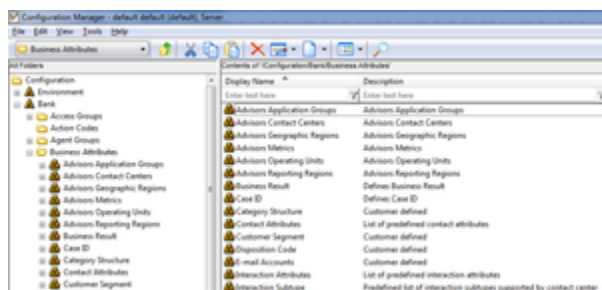 Configuration Manager - default default (default), Server
File Edit View Tools Help
Business Attributes
All Folders
Contents of '/Configuration/Bank/Business Attributes'
Configuration
Environment
Bank
Access Groups
Action Codes
Agent Groups
Business Attributes
Advisors Application Groups
Advisors Contact Centers
Advisors Geographic Regions
Advisors Metrics
Advisors Operating Units
Advisors Reporting Regions
Business Result
Case ID
Category Structure
Contact Attributes
Customer Segment
Display Name Description
Enter text here Enter text here
Advisors Application Groups Advisors Application Groups
Advisors Contact Centers Advisors Contact Centers
Advisors Geographic Regions Advisors Geographic Regions
Advisors Metrics Advisors Metrics
Advisors Operating Units Advisors Operating Units
Advisors Reporting Regions Advisors Reporting Regions
Business Result Defines Business Result
Case ID Defines Case ID
Category Structure Customer defined
Contact Attributes List of predefined contact attributes
Customer Segment Customer defined
Disposition Code Customer defined
E-mail Accounts Customer defined
Interaction Attributes List of predefined interaction attributes
Interaction Subtype Predefined list of interaction subtypes supported by contact center